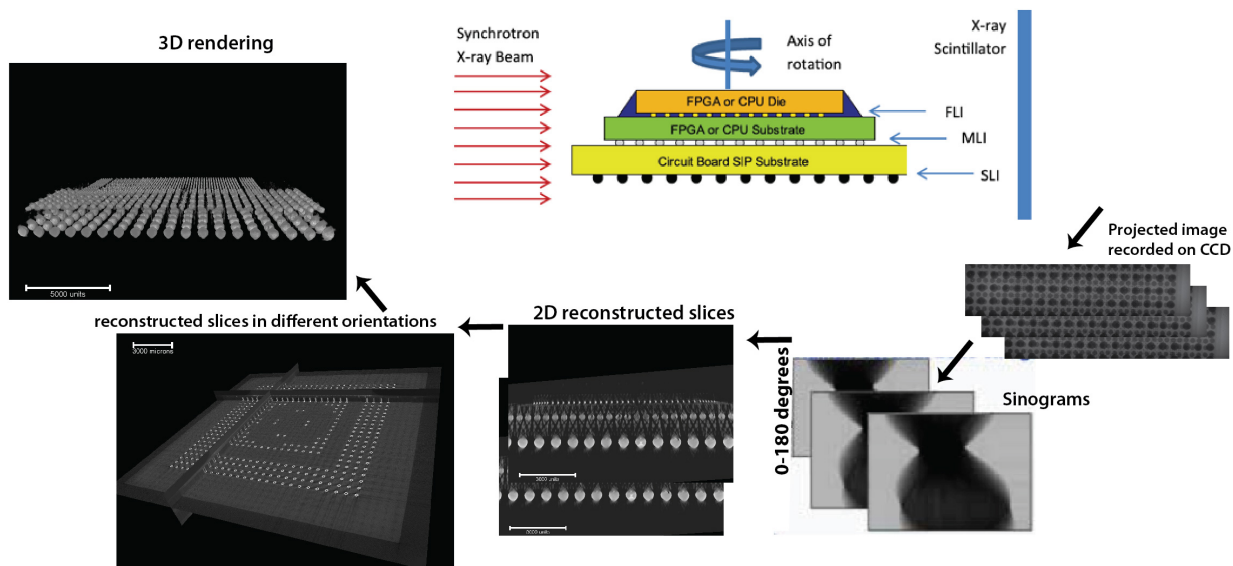 3D rendering
5000 units
Synchrotron
X-ray Beam
Axis of
rotation
X-ray
Scintillator
FPGA or CPU Die
FPGA or CPU Substrate
Circuit Board SIP Substrate
FLI
MLI
SLI
Projected image
recorded on CCD
Sinograms
0-180 degrees
2D reconstructed slices
3000 units
reconstructed slices in different orientations
3000 microns